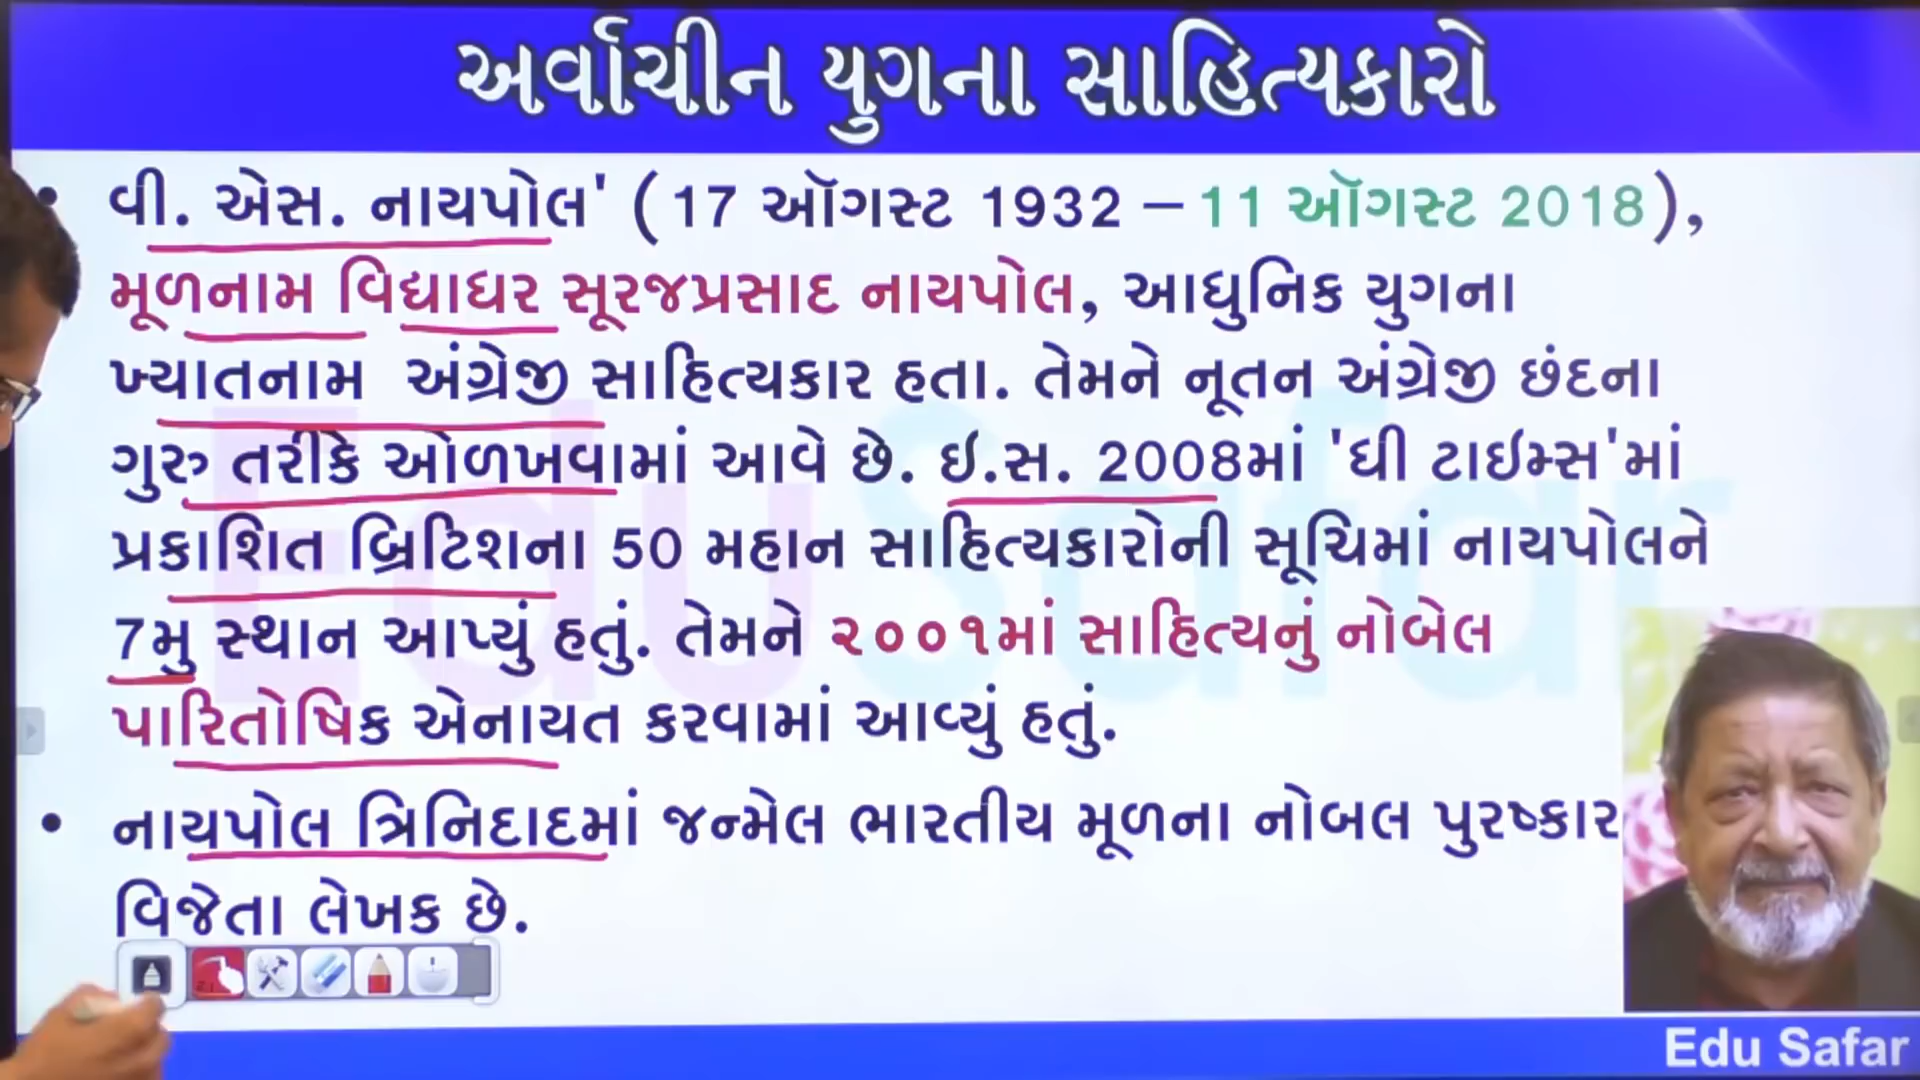 અર્વાચીન યુગના સાહિત્યકારો
• વી. એસ. નાયપોલ' (17 ઑગસ્ટ 1932 – 11 ઑગસ્ટ 2018),
મૂળનામ વિદ્યાધર સૂરજપ્રસાદ નાયપોલ, આધુનિક યુગના
ખ્યાતનામ અંગ્રેજી સાહિત્યકાર હતા. તેમને નૂતન અંગ્રેજી છંદના
ગુરુ તરીકે ઓળખવામાં આવે છે. ઇ.સ. 2008માં 'ધી ટાઇમ્સ'માં
પ્રકાશિત બ્રિટિશના 50 મહાન સાહિત્યકારોની સૂચિમાં નાયપોલને
7મુ સ્થાન આપ્યું હતું. તેમને ૨૦૦૧માં સાહિત્યનું નોબેલ
પારિતોષિક એનાયત કરવામાં આવ્યું હતું.
• નાયપોલ ત્રિનિદાદમાં જન્મેલ ભારતીય મૂળના નોબલ પુરષ્કાર
વિજેતા લેખક છે.
Edu Safar
Edu Safar